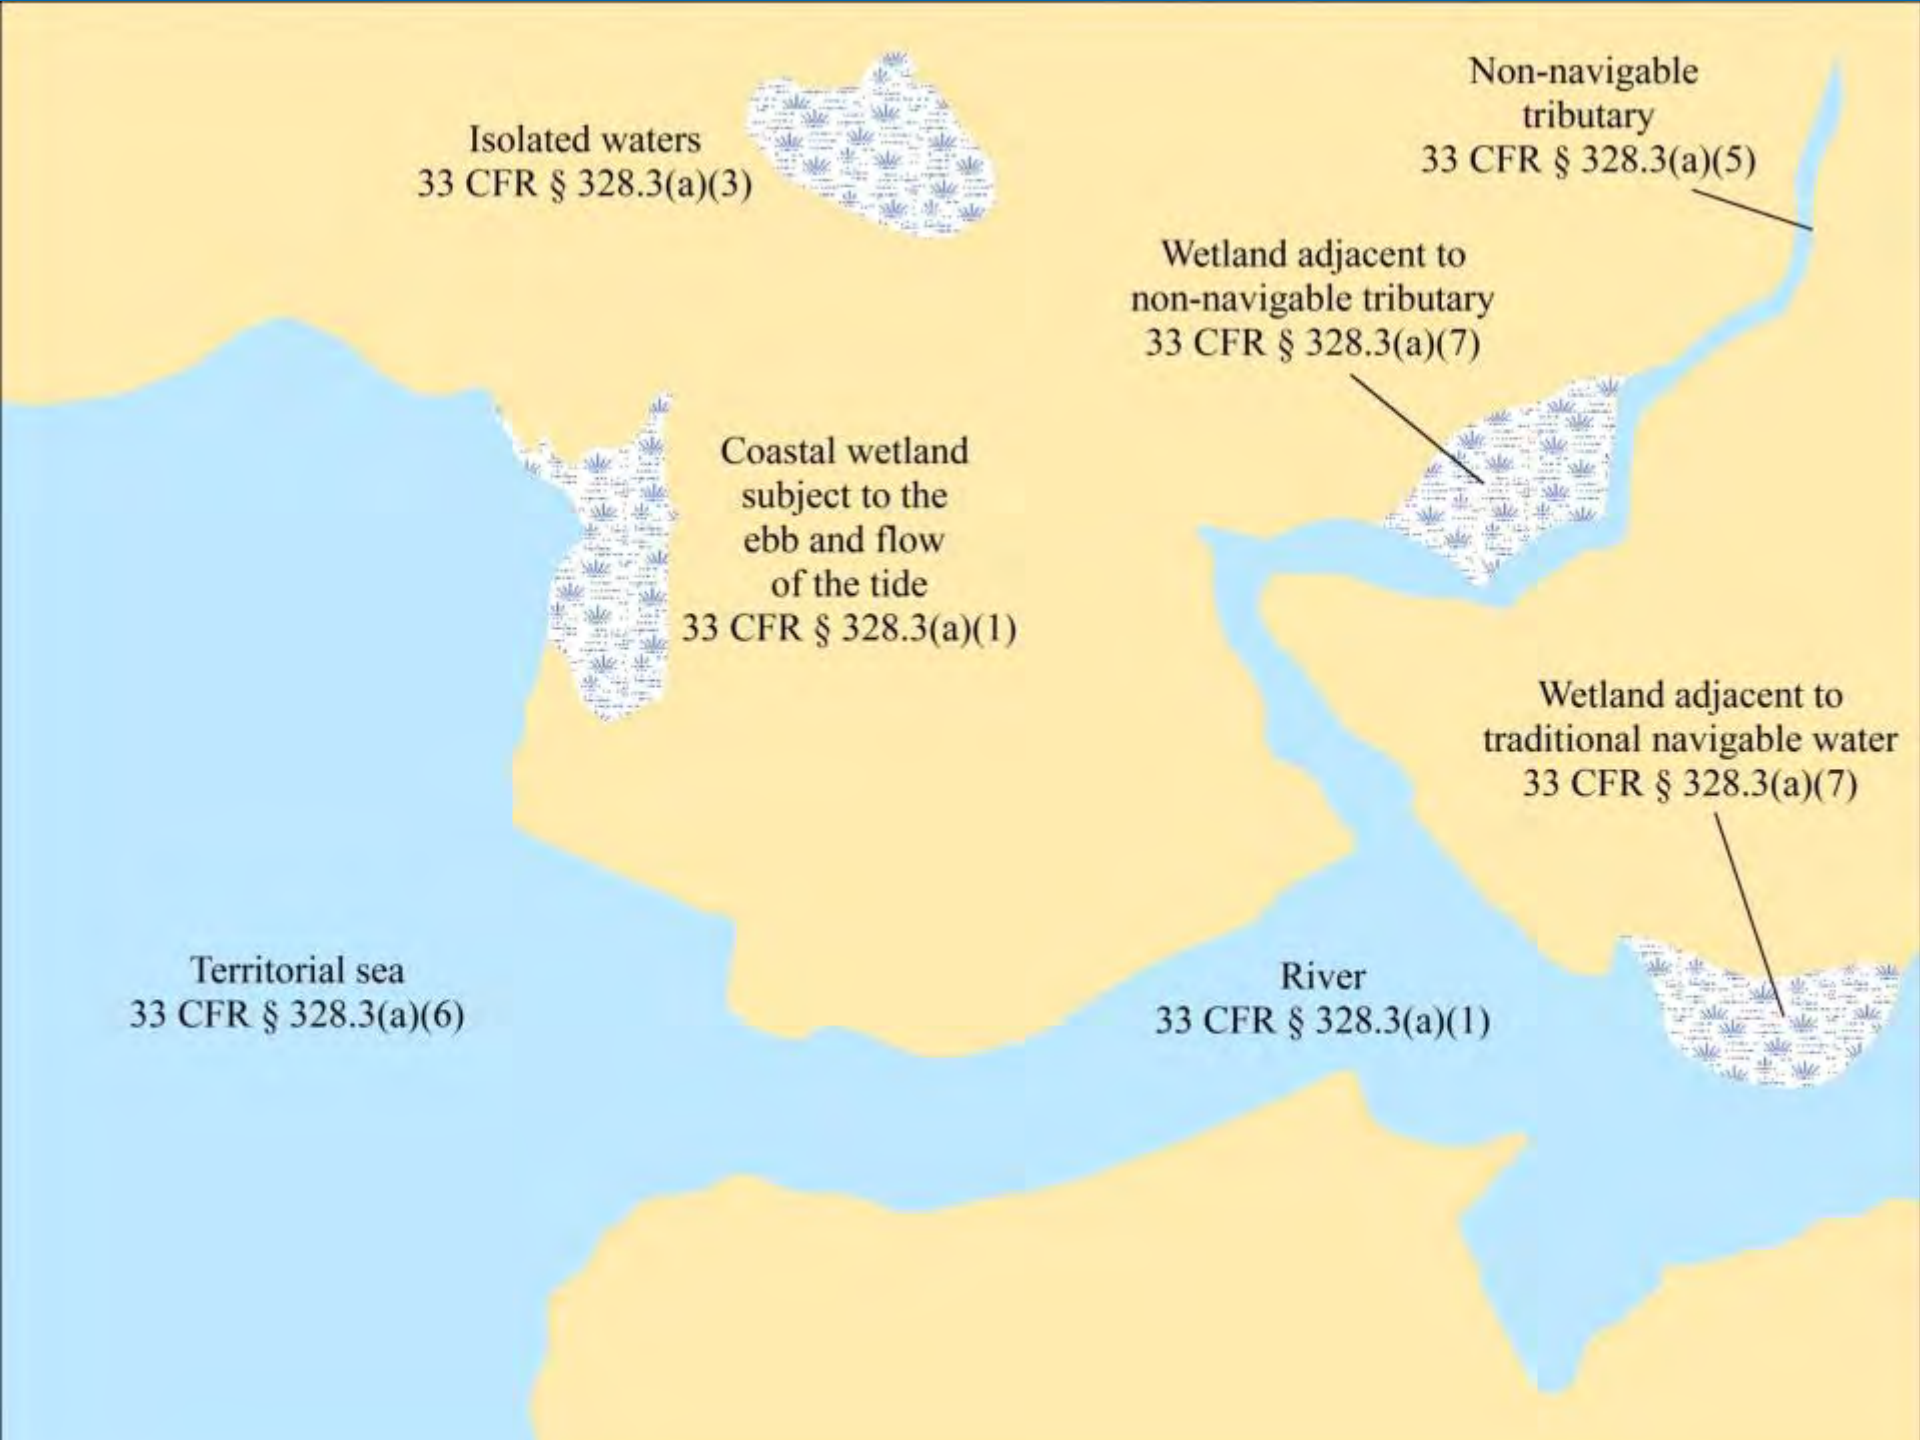 Isolated waters
33 CFR § 328.3(a)(3)
Non-navigable
tributary
33 CFR § 328.3(a)(5)
Wetland adjacent to
non-navigable tributary
33 CFR § 328.3(a)(7)
Coastal wetland
subject to the
ebb and flow
of the tide
33 CFR § 328.3(a)(1)
Wetland adjacent to
traditional navigable water
33 CFR § 328.3(a)(7)
Territorial sea
33 CFR § 328.3(a)(6)
River
33 CFR § 328.3(a)(1)